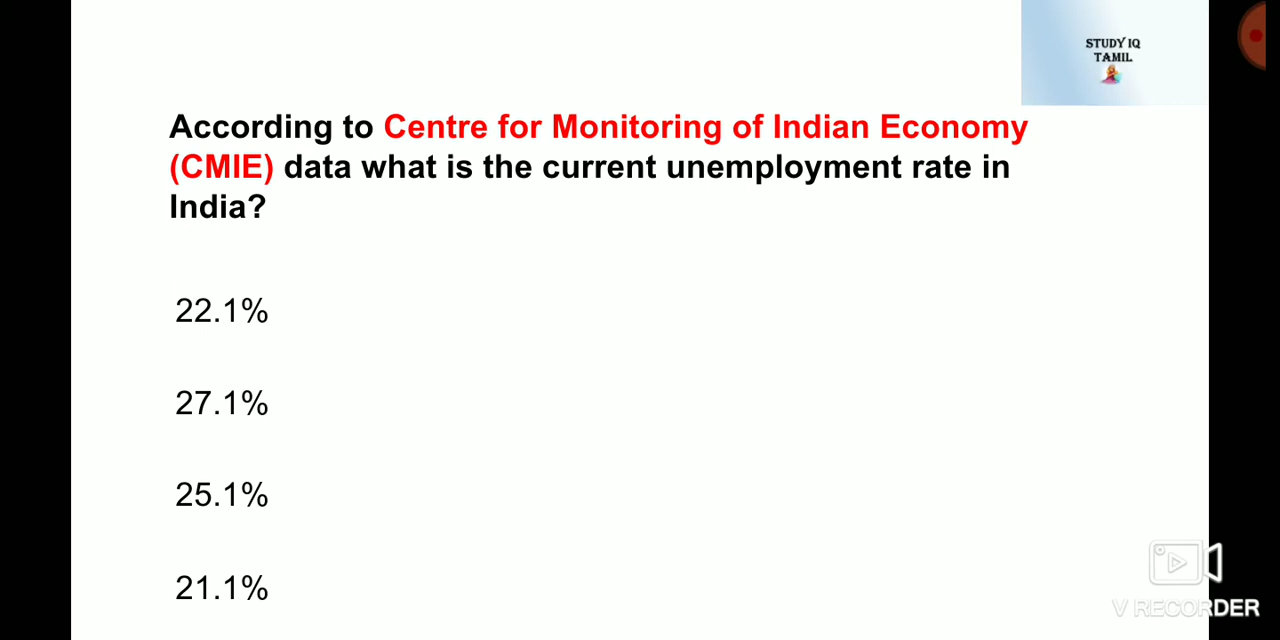 STUDY IQ
TAMIL
According to Centre for Monitoring of Indian Economy
(CMIE) data what is the current unemployment rate in
India?
22.1%
27.1%
25.1%
21.1%
V RECORDER